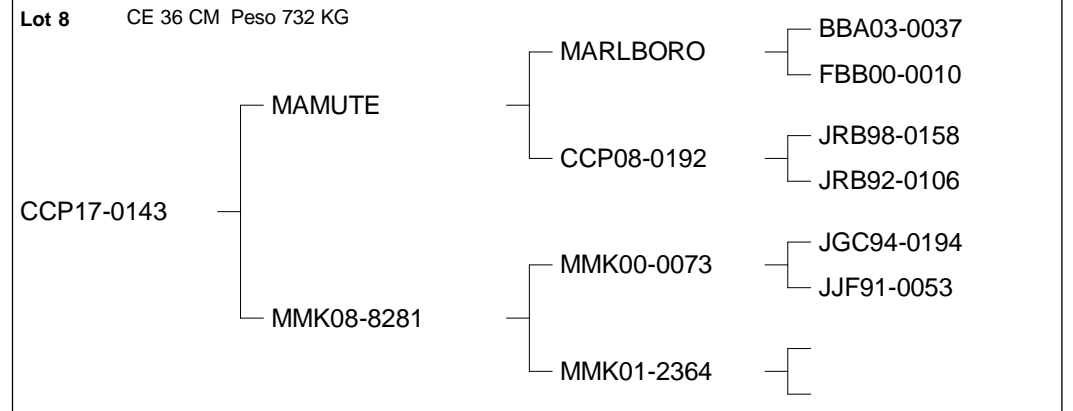 Lot 8 CE 36 CM Peso 732 KG
BBA03-0037
MARLBORO
FBB00-0010
MAMUTE
JRB98-0158
CCP08-0192
JRB92-0106
CCP17-0143
JGC94-0194
MMK00-0073
JJF91-0053
MMK08-8281
MMK01-2364